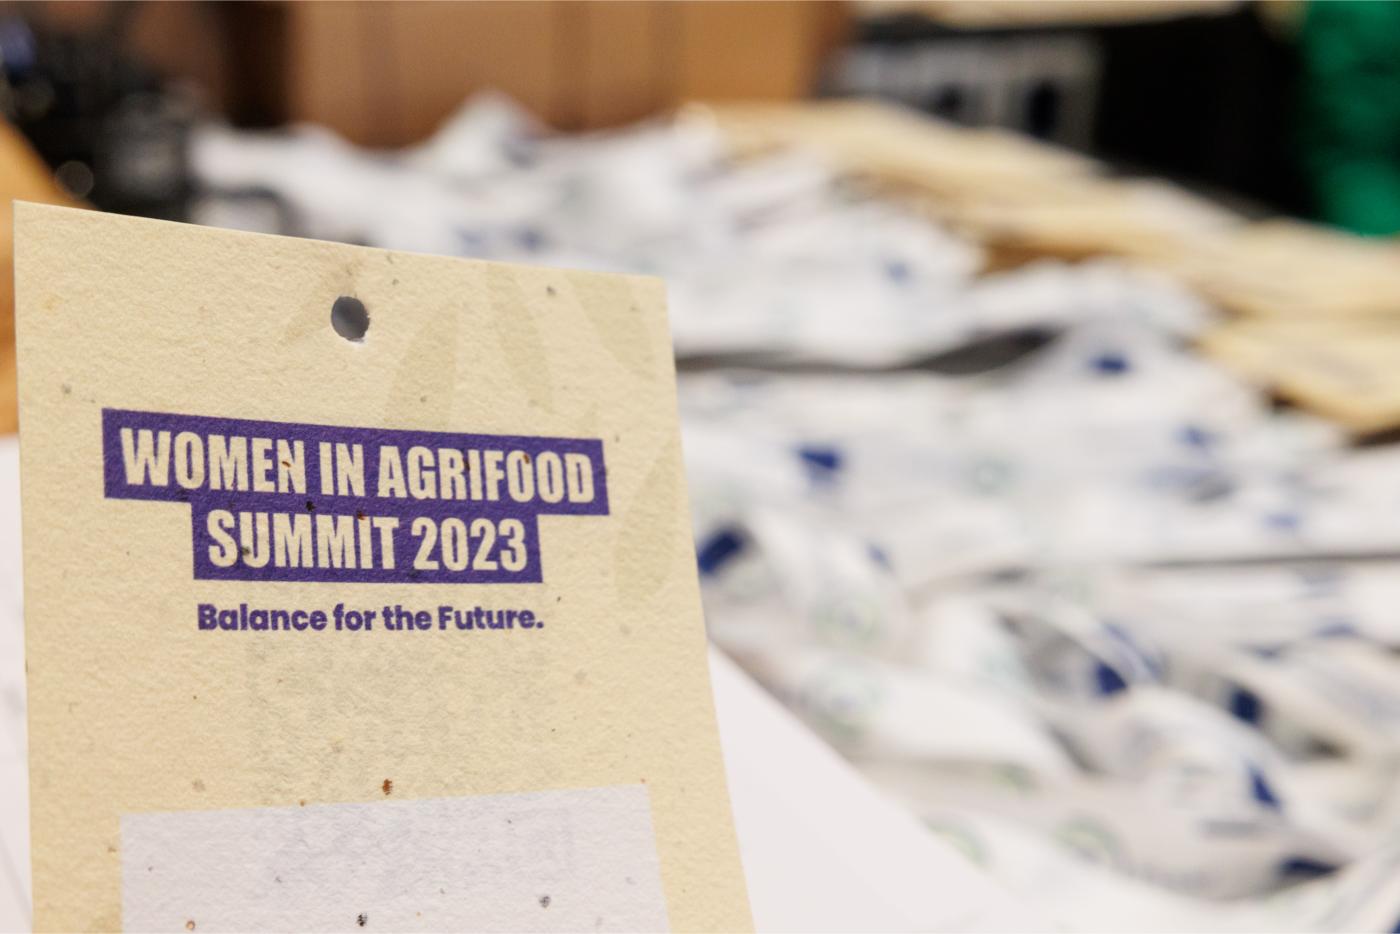 WOMEN IN AGRIFOOD
SUMMIT 2023
Balance for the Future.